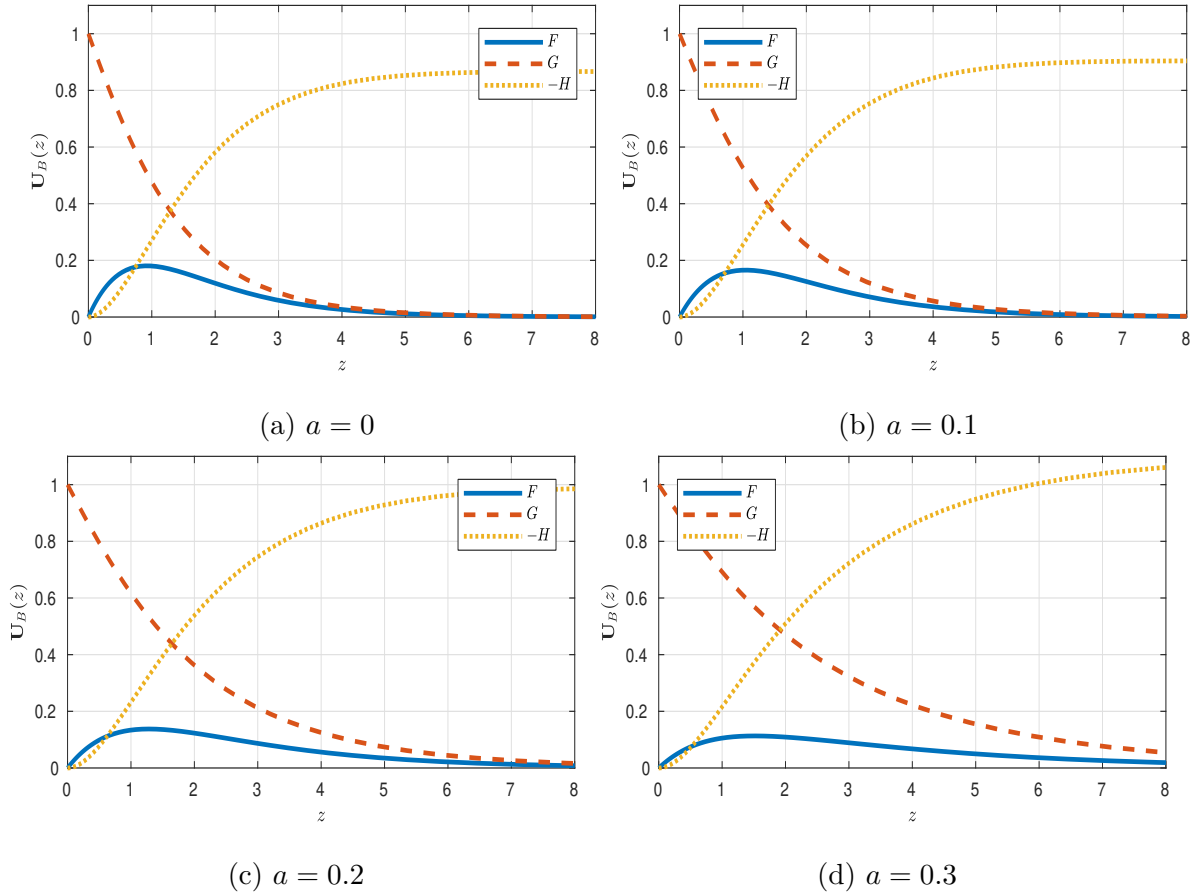 U_B(z)
1
0.8
0.6
0.4
0.2
0
F
G
−H
0 1 2 3 4 5 6 7 8
z
(a) a = 0
U_B(z)
1
0.8
0.6
0.4
0.2
0
F
G
−H
0 1 2 3 4 5 6 7 8
z
(b) a = 0.1
U_B(z)
1
0.8
0.6
0.4
0.2
0
F
G
−H
0 1 2 3 4 5 6 7 8
z
(c) a = 0.2
U_B(z)
1
0.8
0.6
0.4
0.2
0
F
G
−H
0 1 2 3 4 5 6 7 8
z
(d) a = 0.3